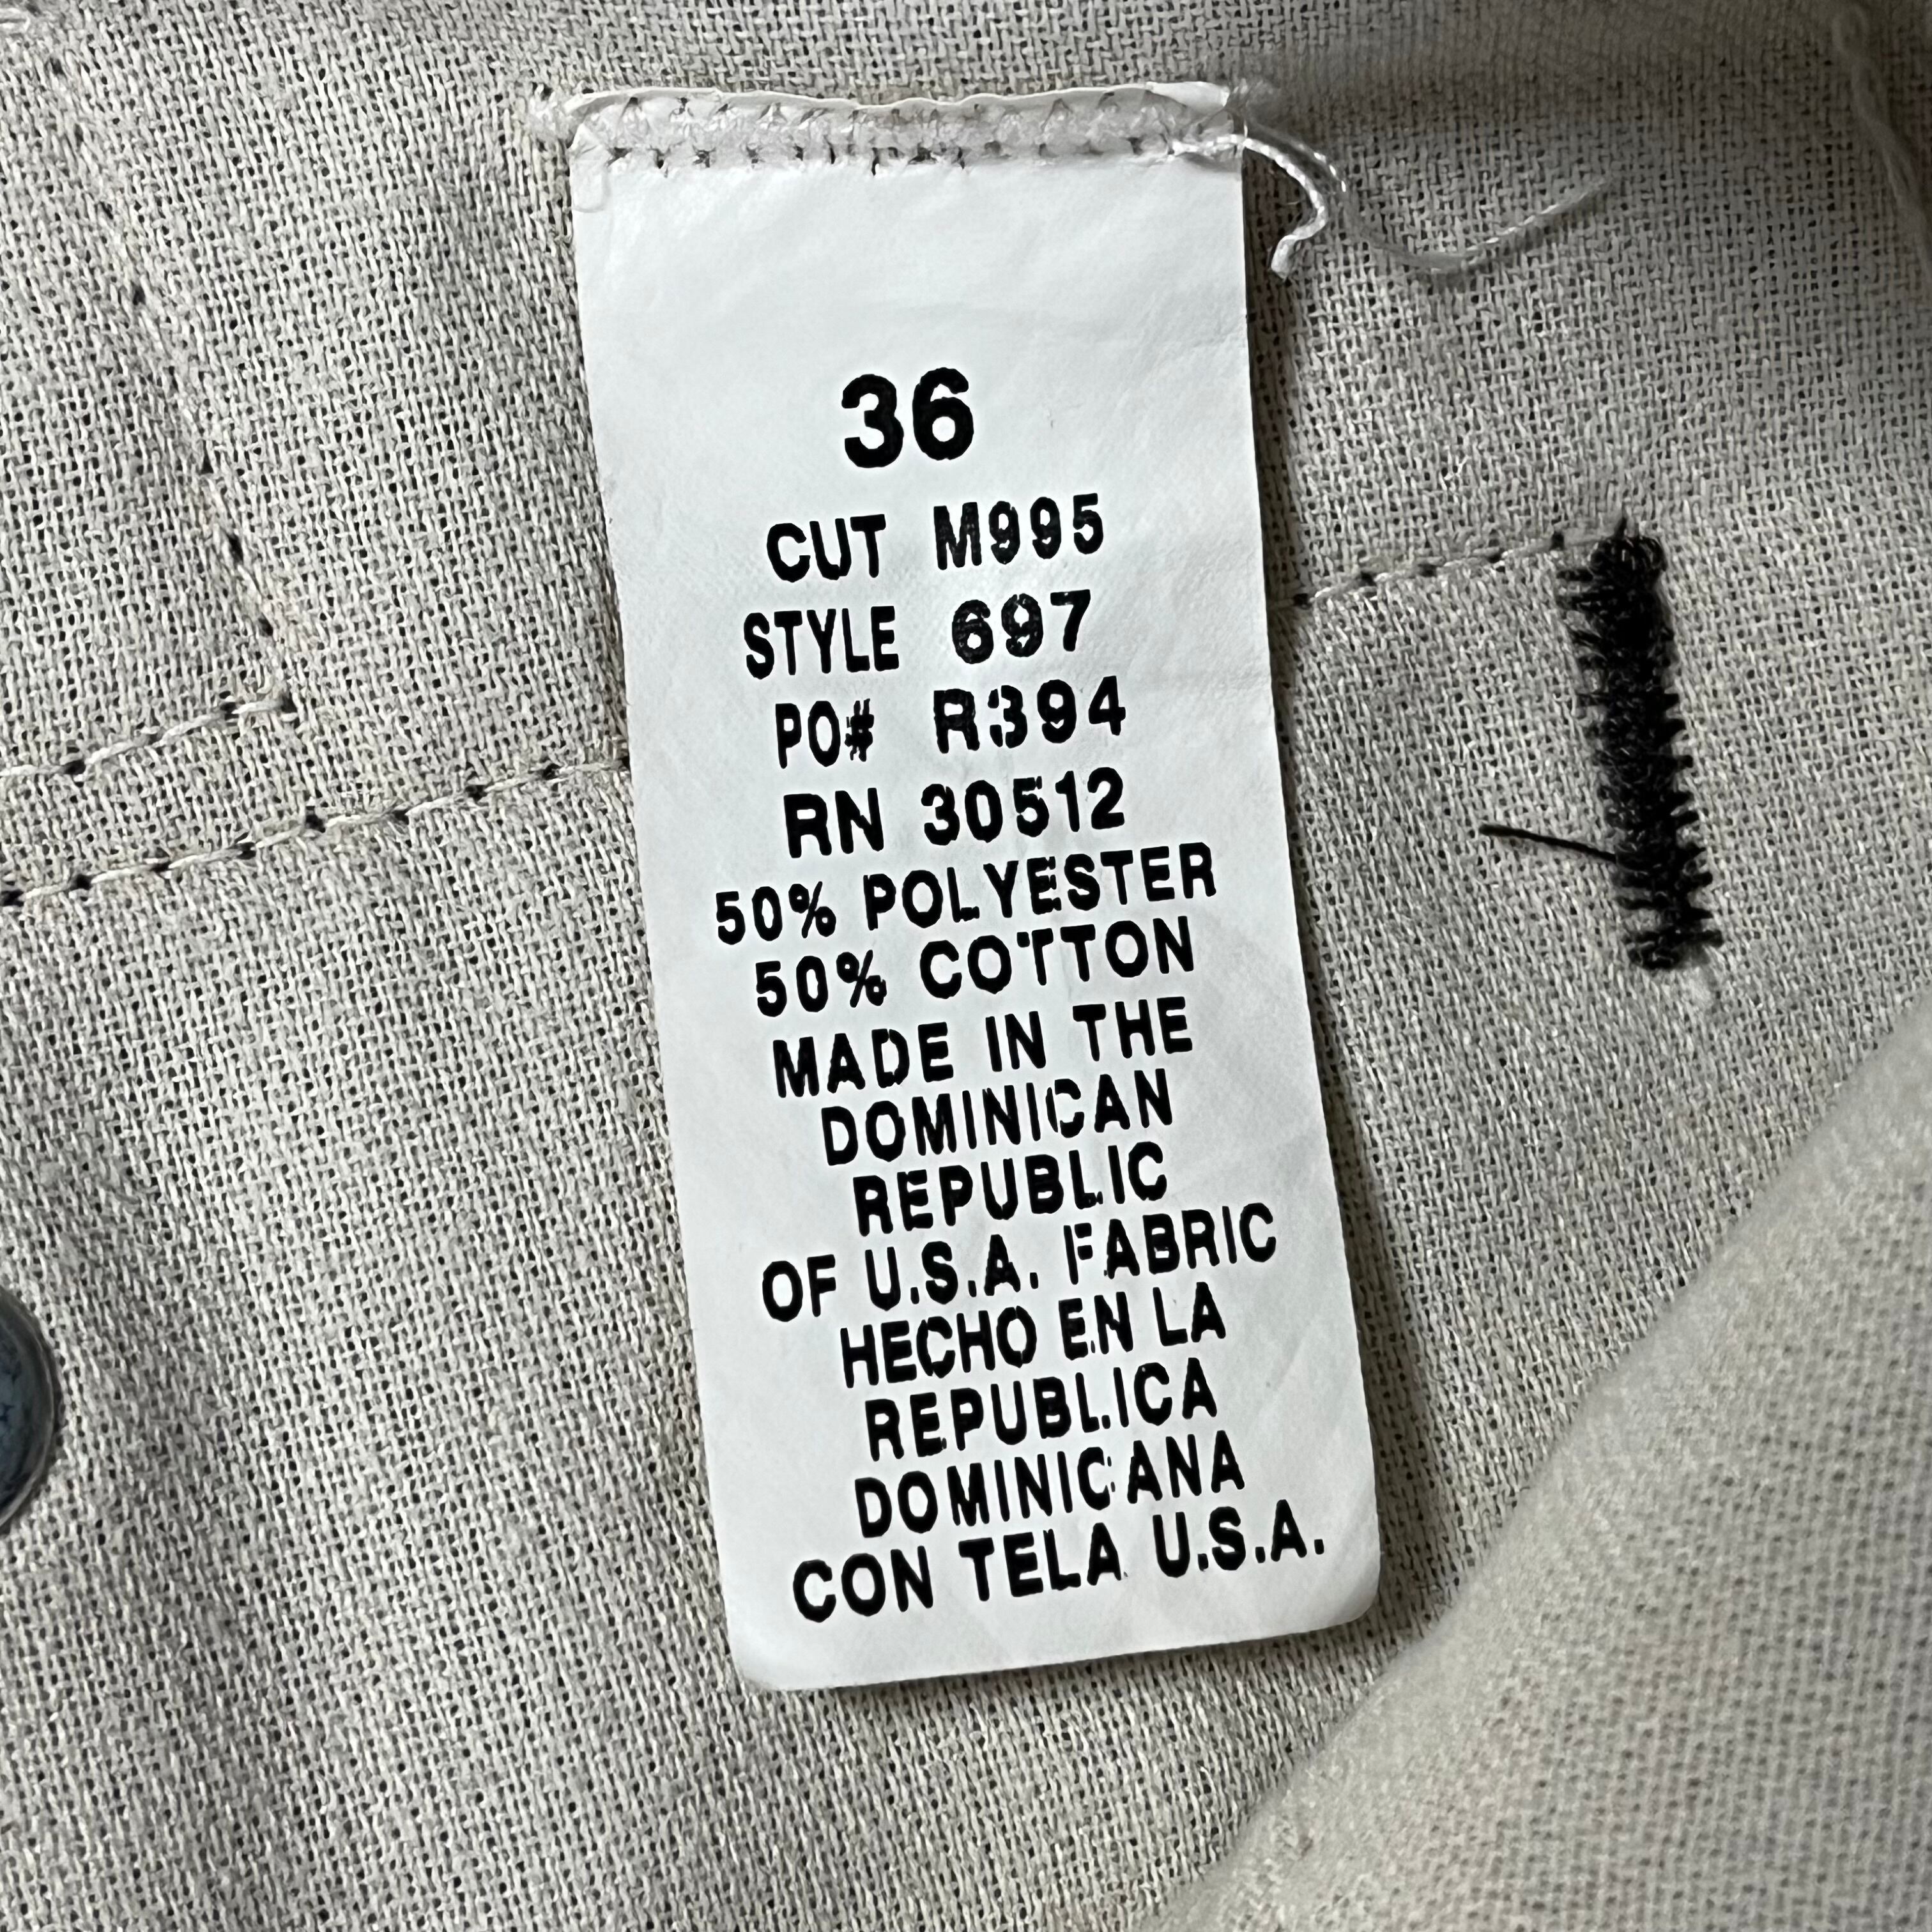 36
CUT M995
STYLE 697
PO# R394
RN 30512
50% POLYESTER
50% COTTON
MADE IN THE
DOMINICAN
REPUBLIC
OF U.S.A. FABRIC
HECHO EN LA
REPUBLICA
DOMINICANA
CON TELA U.S.A.